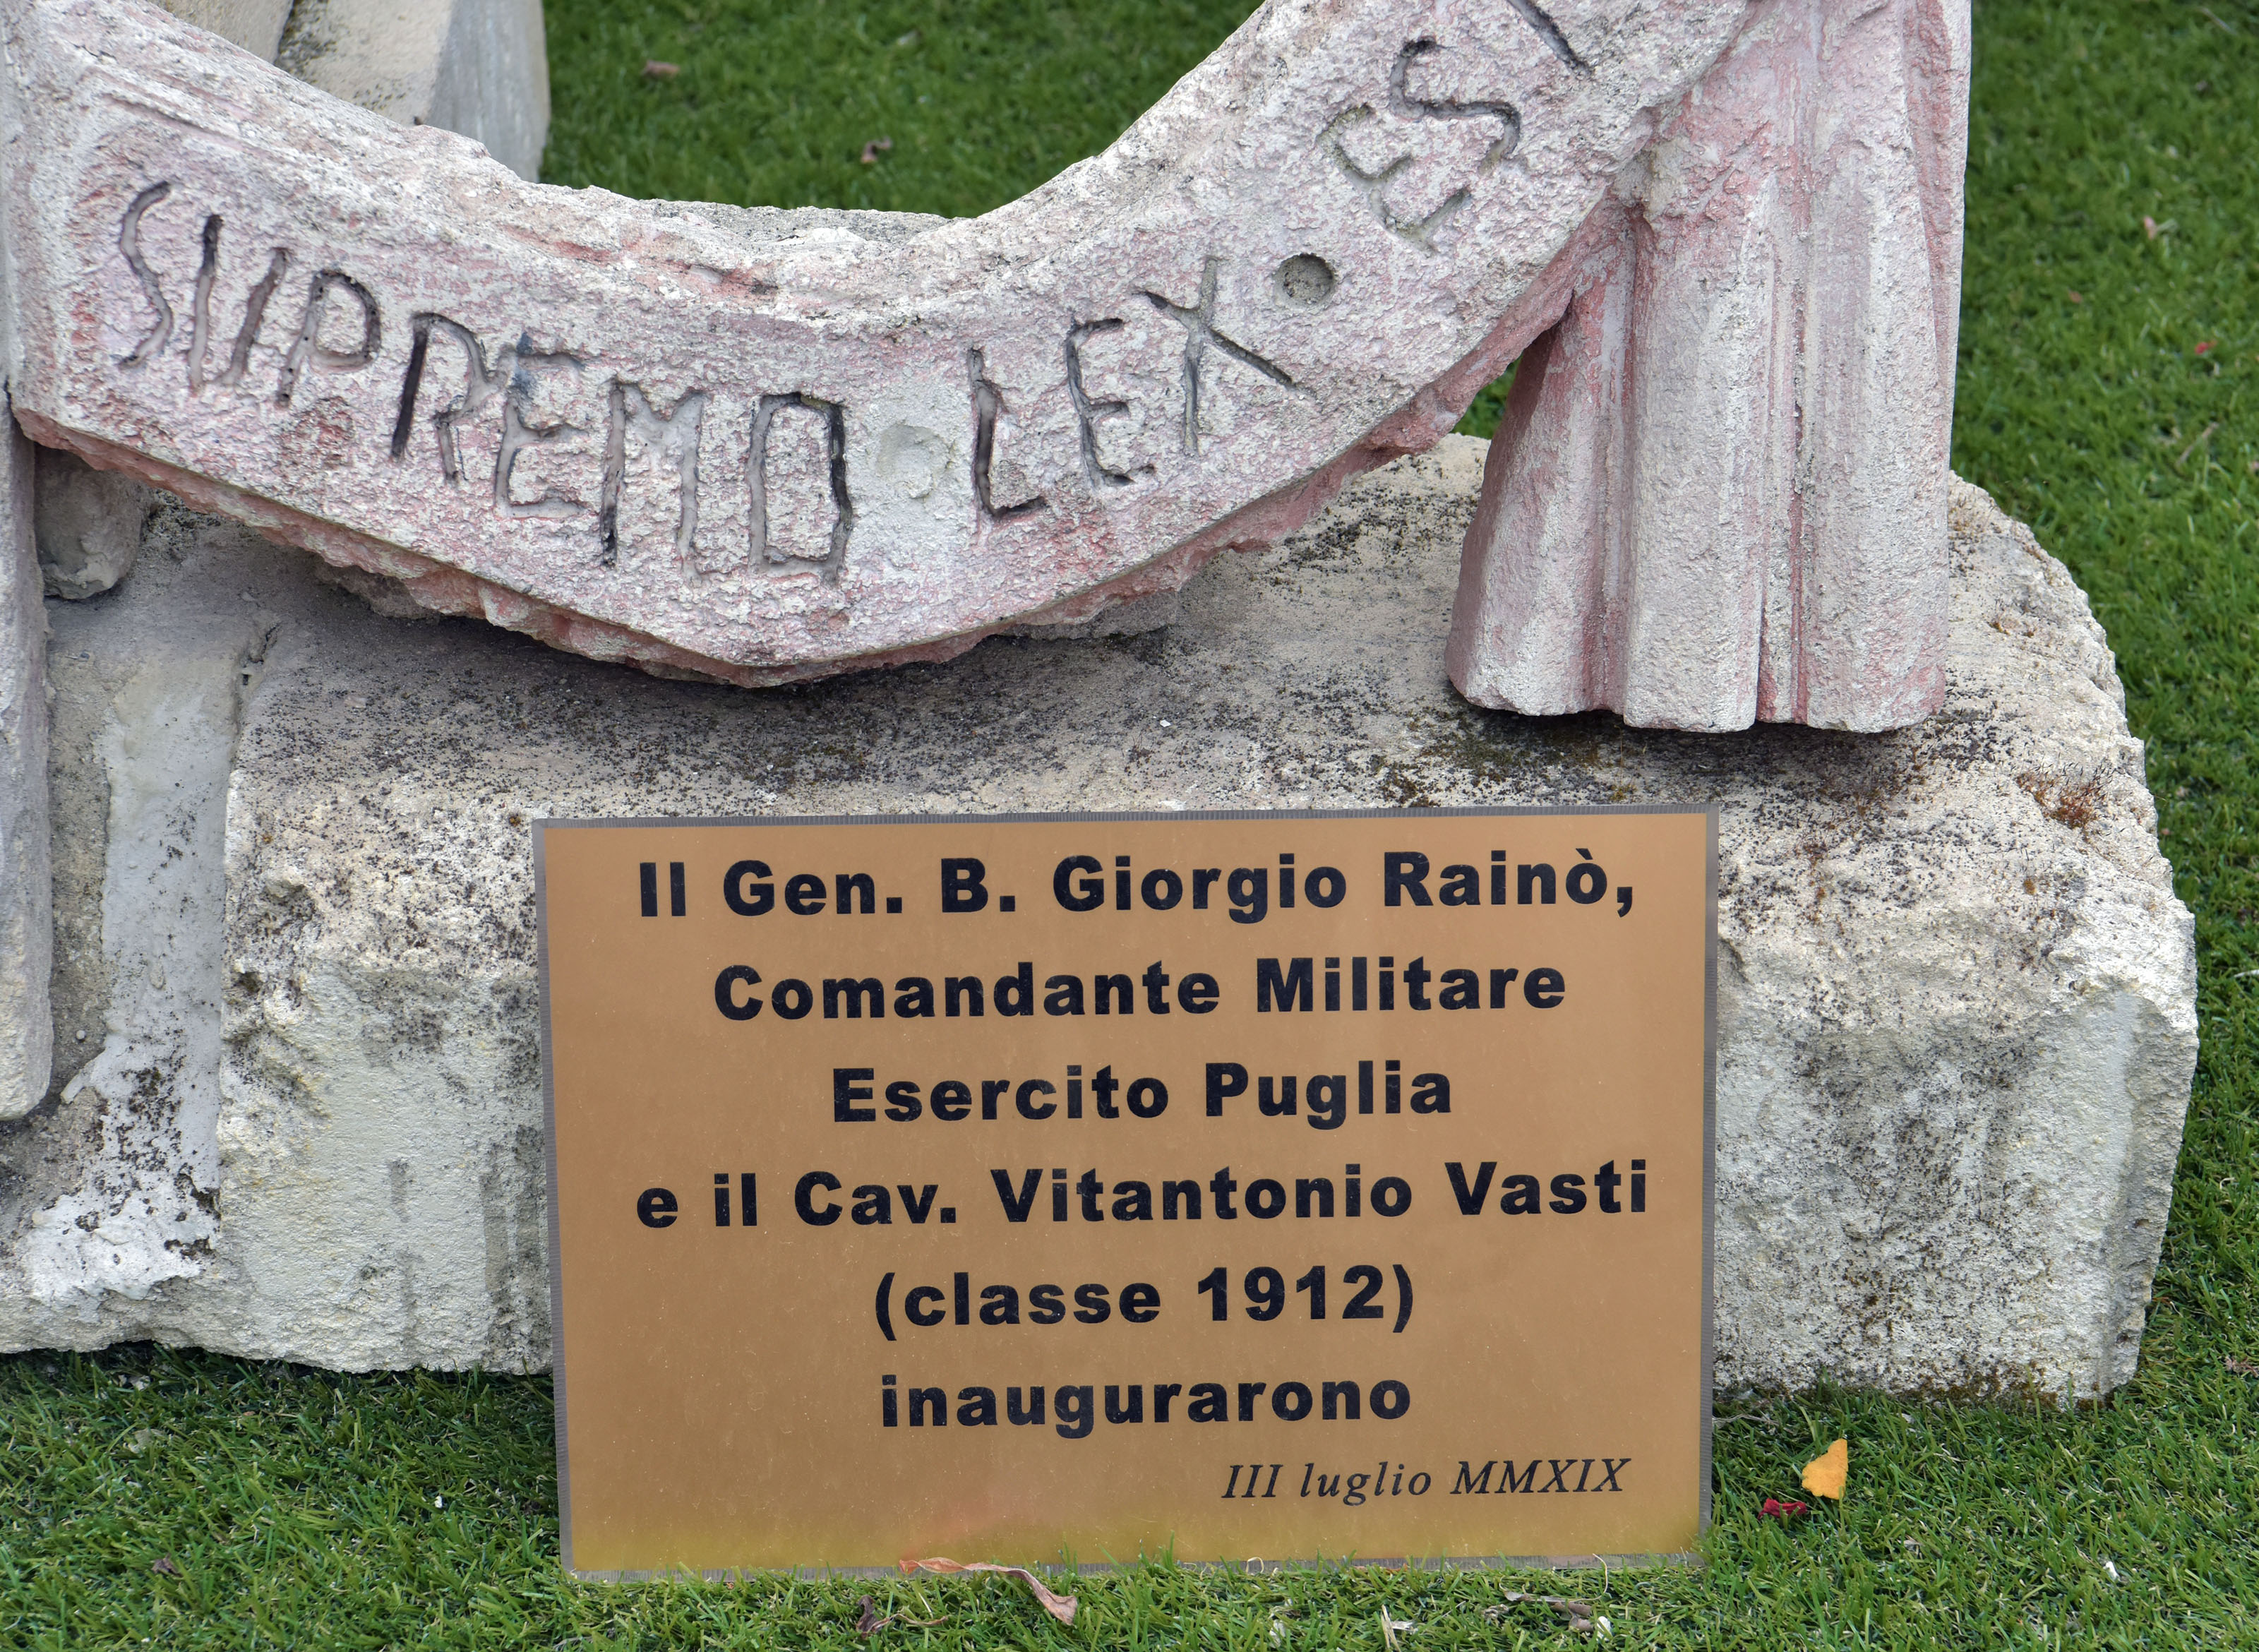 SUPREMO LEX • EST
Il Gen. B. Giorgio Rainò,
Comandante Militare
Esercito Puglia
e il Cav. Vitantonio Vasti
(classe 1912)
inaugurarono
III luglio MMXIX